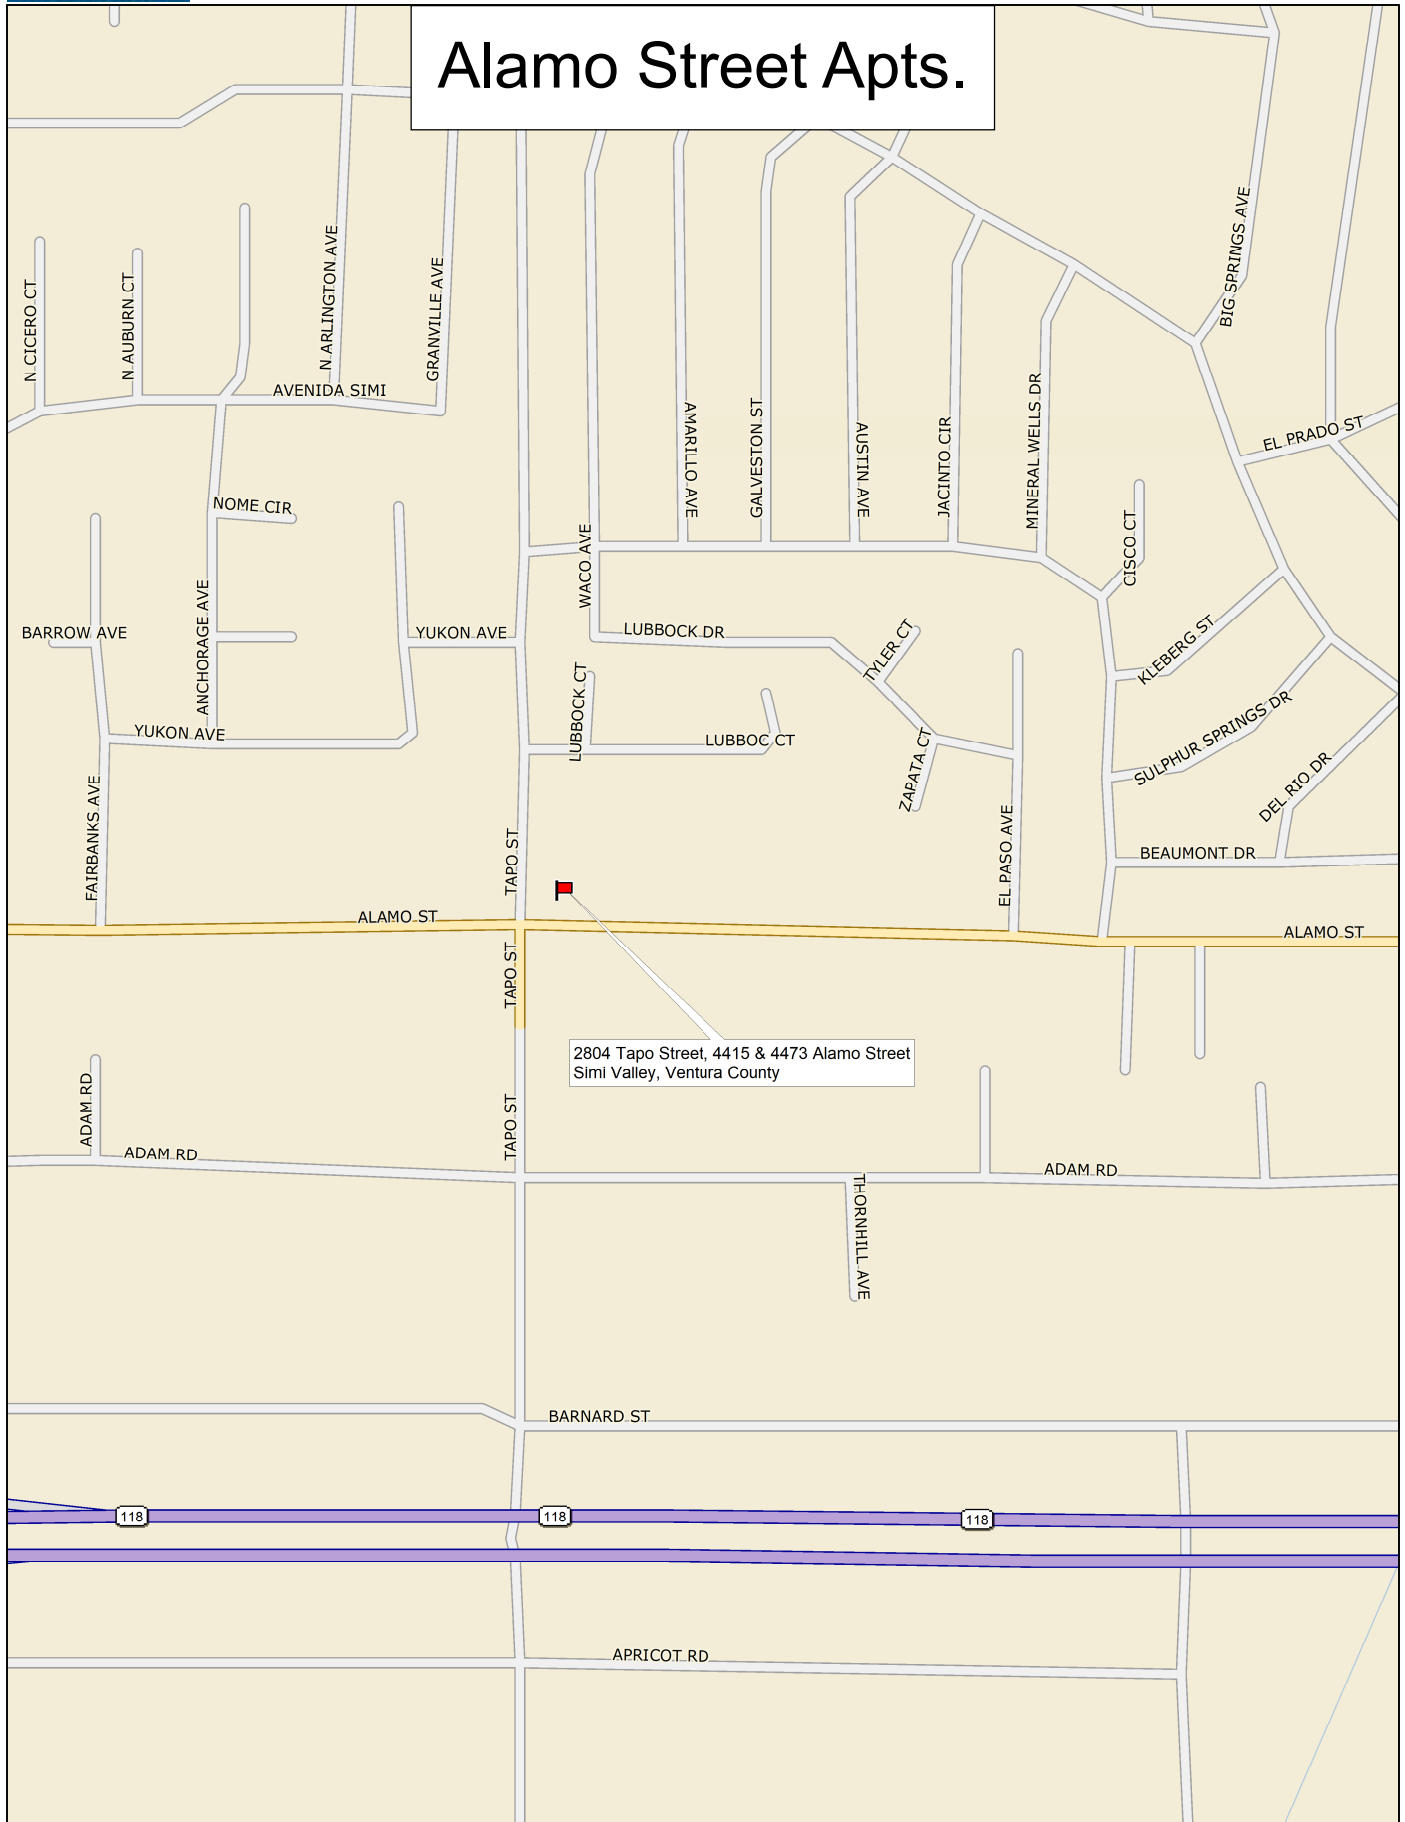 Alamo Street Apts.
BIG SPRINGS AVE
N CICERO CT
N AUBURN CT
N ARLINGTON AVE
GRANVILLE AVE
AVENIDA SIMI
AMARILLO AVE
GALVESTON ST
AUSTIN AVE
JACINTO CIR
MINERAL WELLS DR
EL PRADO ST
NOME CIR
WACO AVE
CISCO CT
ANCHORAGE AVE
BARROW AVE
YUKON AVE
LUBBOCK DR
TYLER CT
KLEBERG ST
LUBBOCK CT
YUKON AVE
LUBBOC CT
ZAPATA CT
SULPHUR SPRINGS DR
DEL RIO DR
FAIRBANKS AVE
TAPO ST
EL PASO AVE
BEAUMONT DR
ALAMO ST
ALAMO ST
TAPO ST
2804 Tapo Street, 4415 & 4473 Alamo Street
Simi Valley, Ventura County
ADAM RD
TAPO ST
ADAM RD
ADAM RD
THORNHILL AVE
BARNARD ST
118
118
118
APRICOT RD